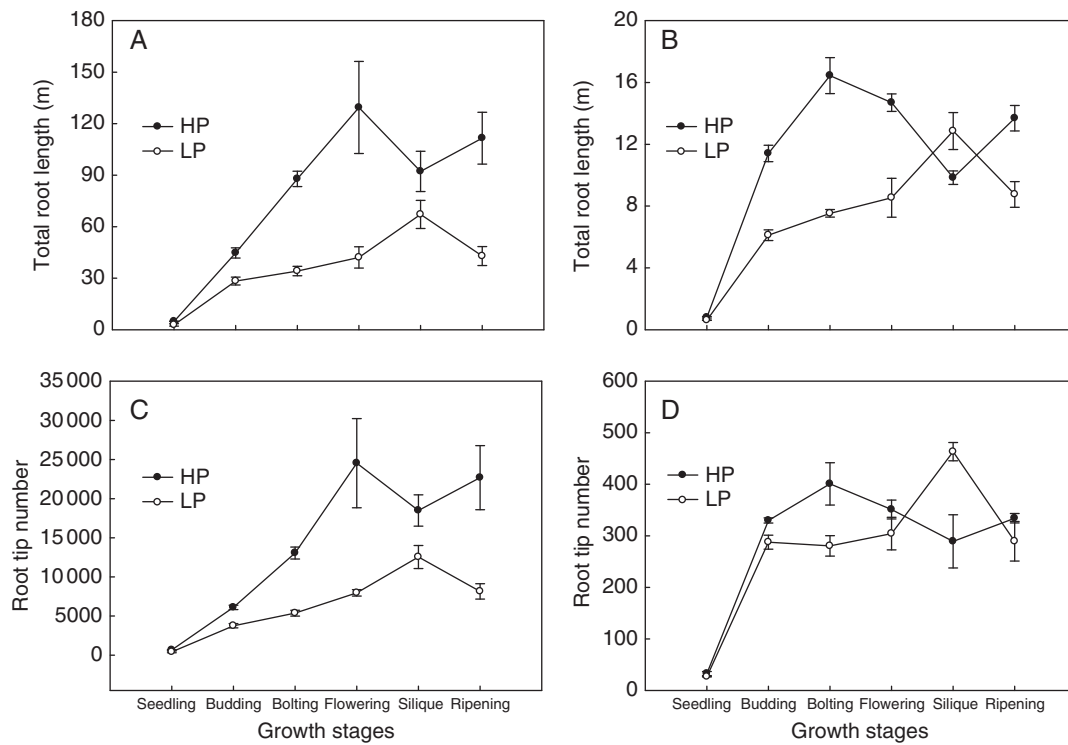 A
Total root length (m)
180
150
120
90
60
30
0
HP
LP
B
Total root length (m)
20
16
12
8
4
0
HP
LP
C
Root tip number
35 000
30 000
25 000
20 000
15 000
10 000
5000
0
HP
LP
Seedling Budding Bolting Flowering Silique Ripening
Growth stages
D
Root tip number
600
500
400
300
200
100
0
HP
LP
Seedling Budding Bolting Flowering Silique Ripening
Growth stages